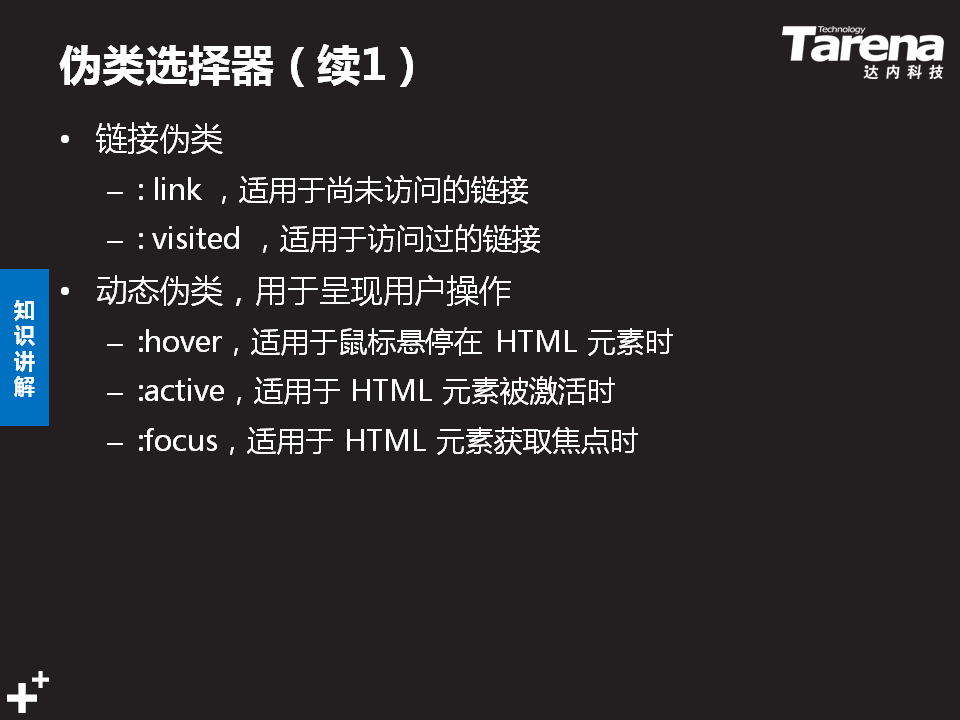 伪类选择器（续1）
Technology
Tarena
达内科技
• 链接伪类
– : link ，适用于尚未访问的链接
– : visited ，适用于访问过的链接
• 动态伪类，用于呈现用户操作
– :hover，适用于鼠标悬停在 HTML 元素时
– :active，适用于 HTML 元素被激活时
– :focus，适用于 HTML 元素获取焦点时
知识讲解